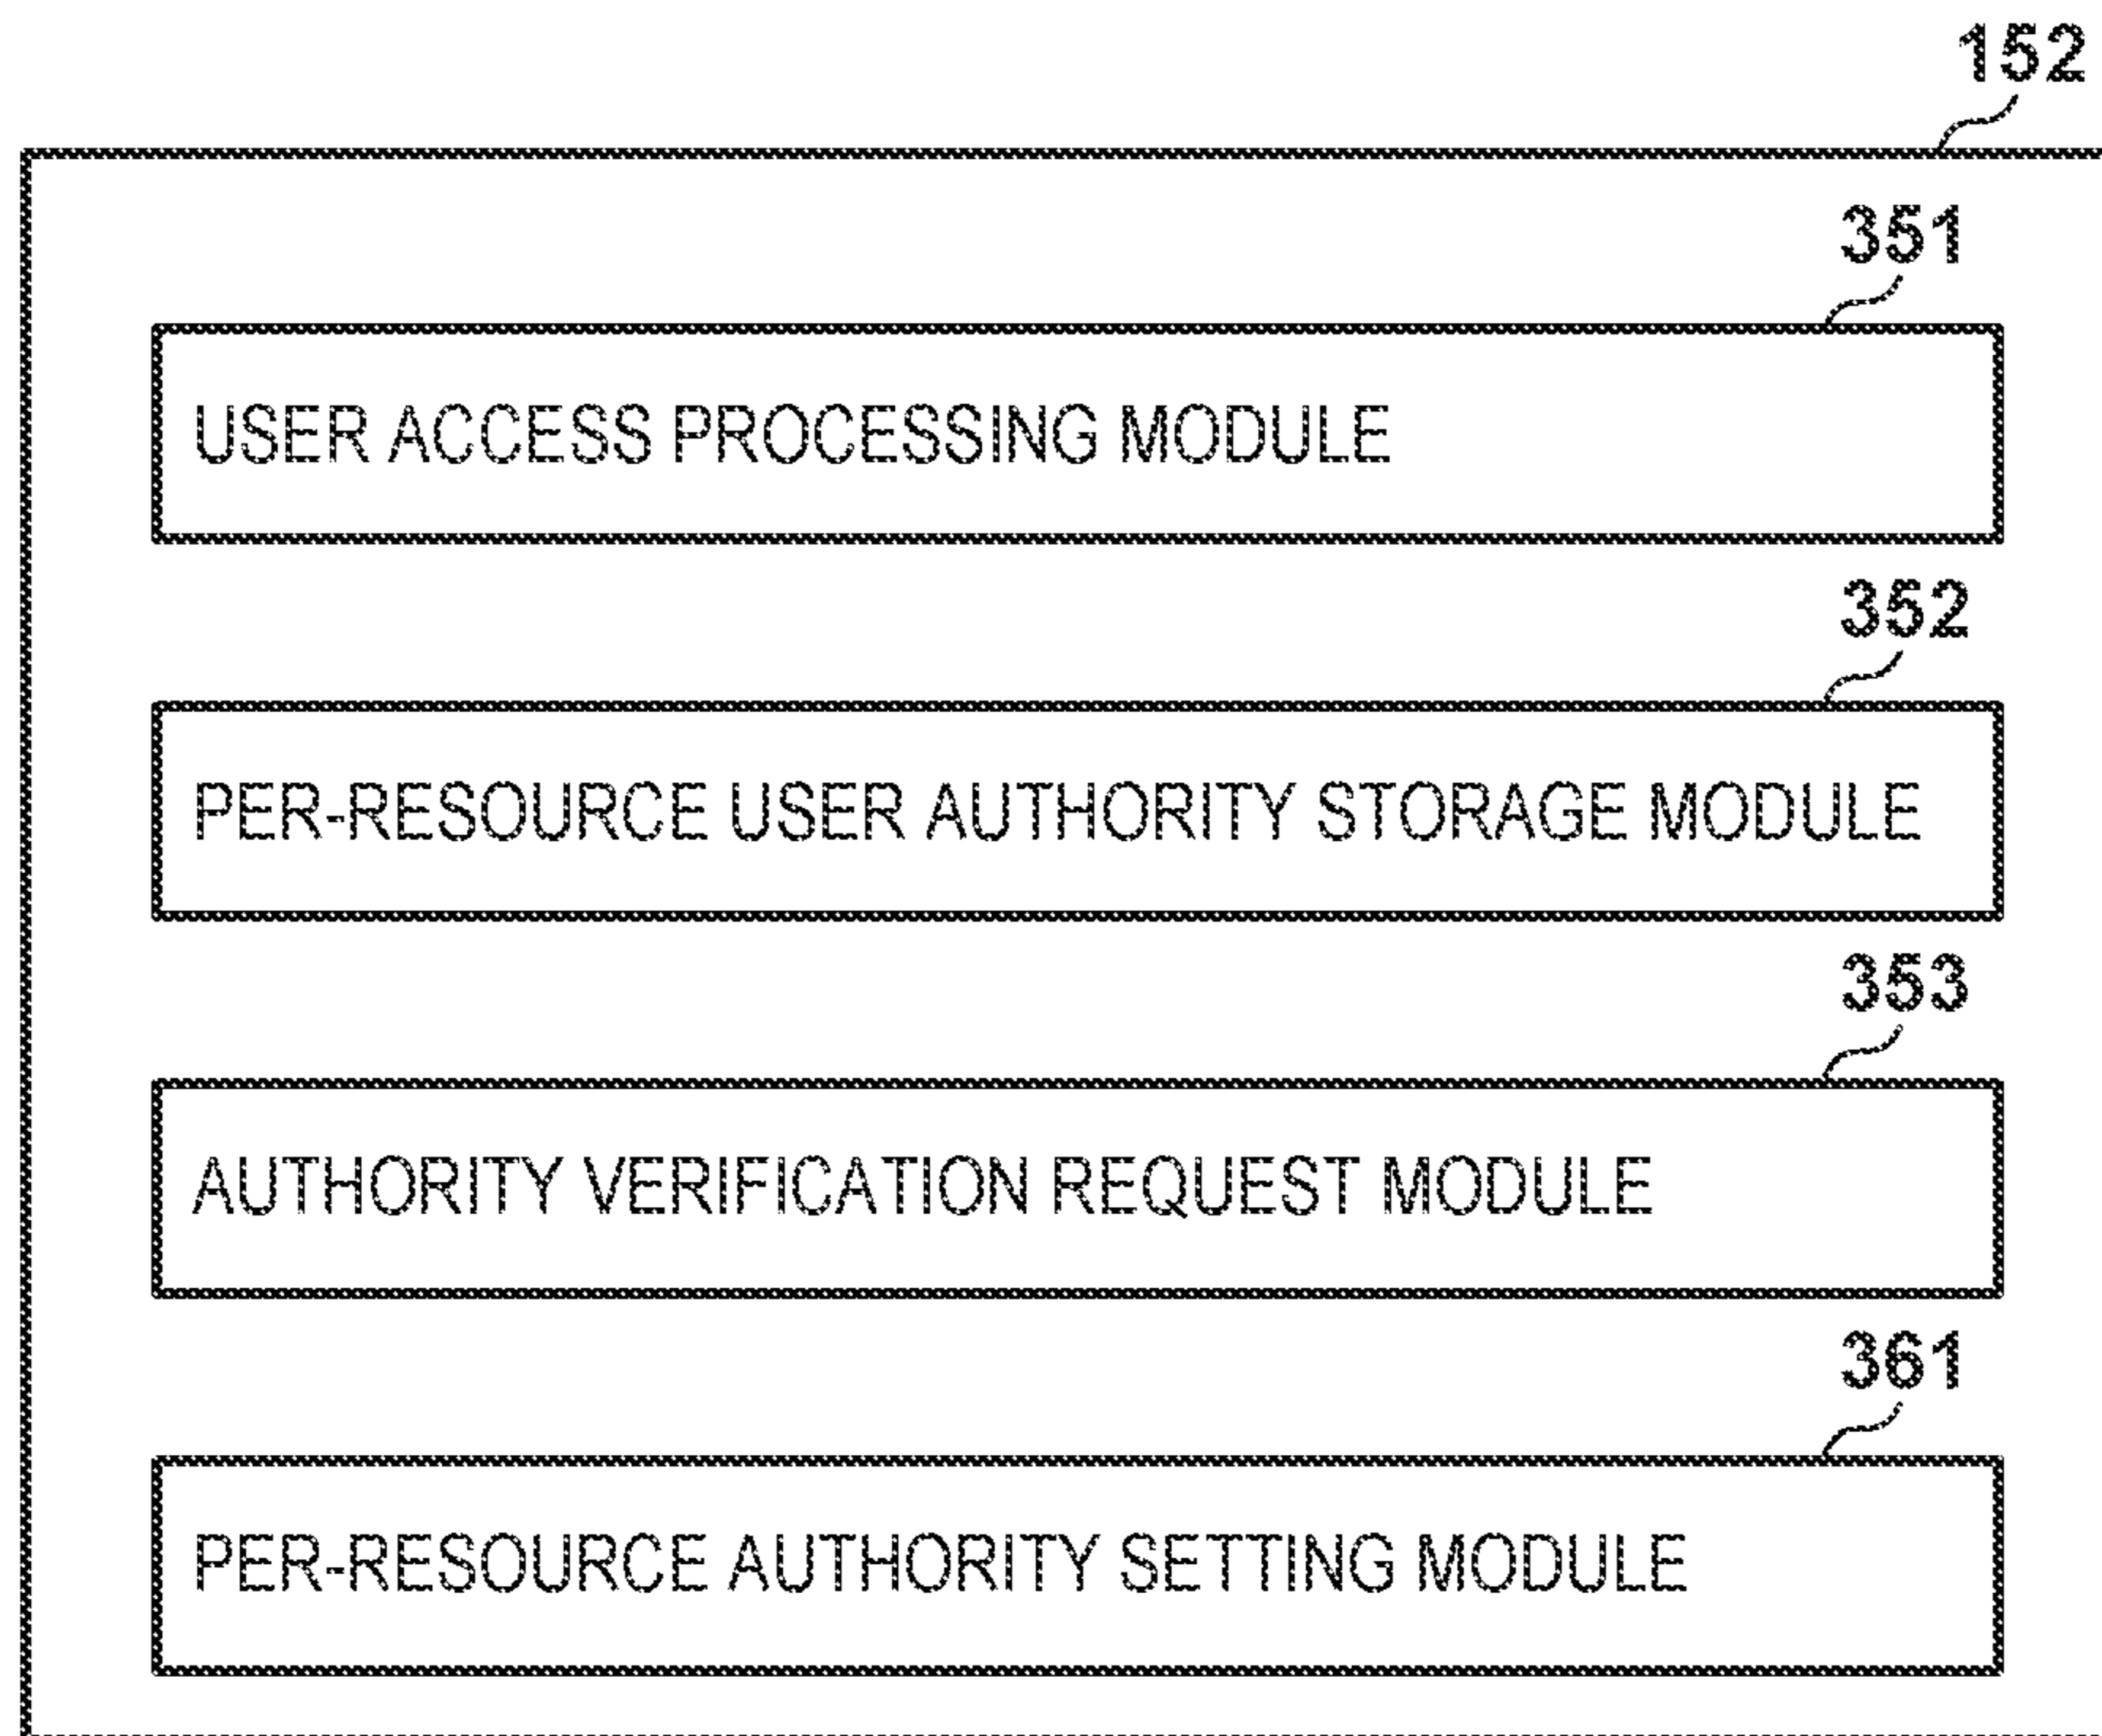 152
351
USER ACCESS PROCESSING MODULE
352
PER-RESOURCE USER AUTHORITY STORAGE MODULE
353
AUTHORITY VERIFICATION REQUEST MODULE
361
PER-RESOURCE AUTHORITY SETTING MODULE